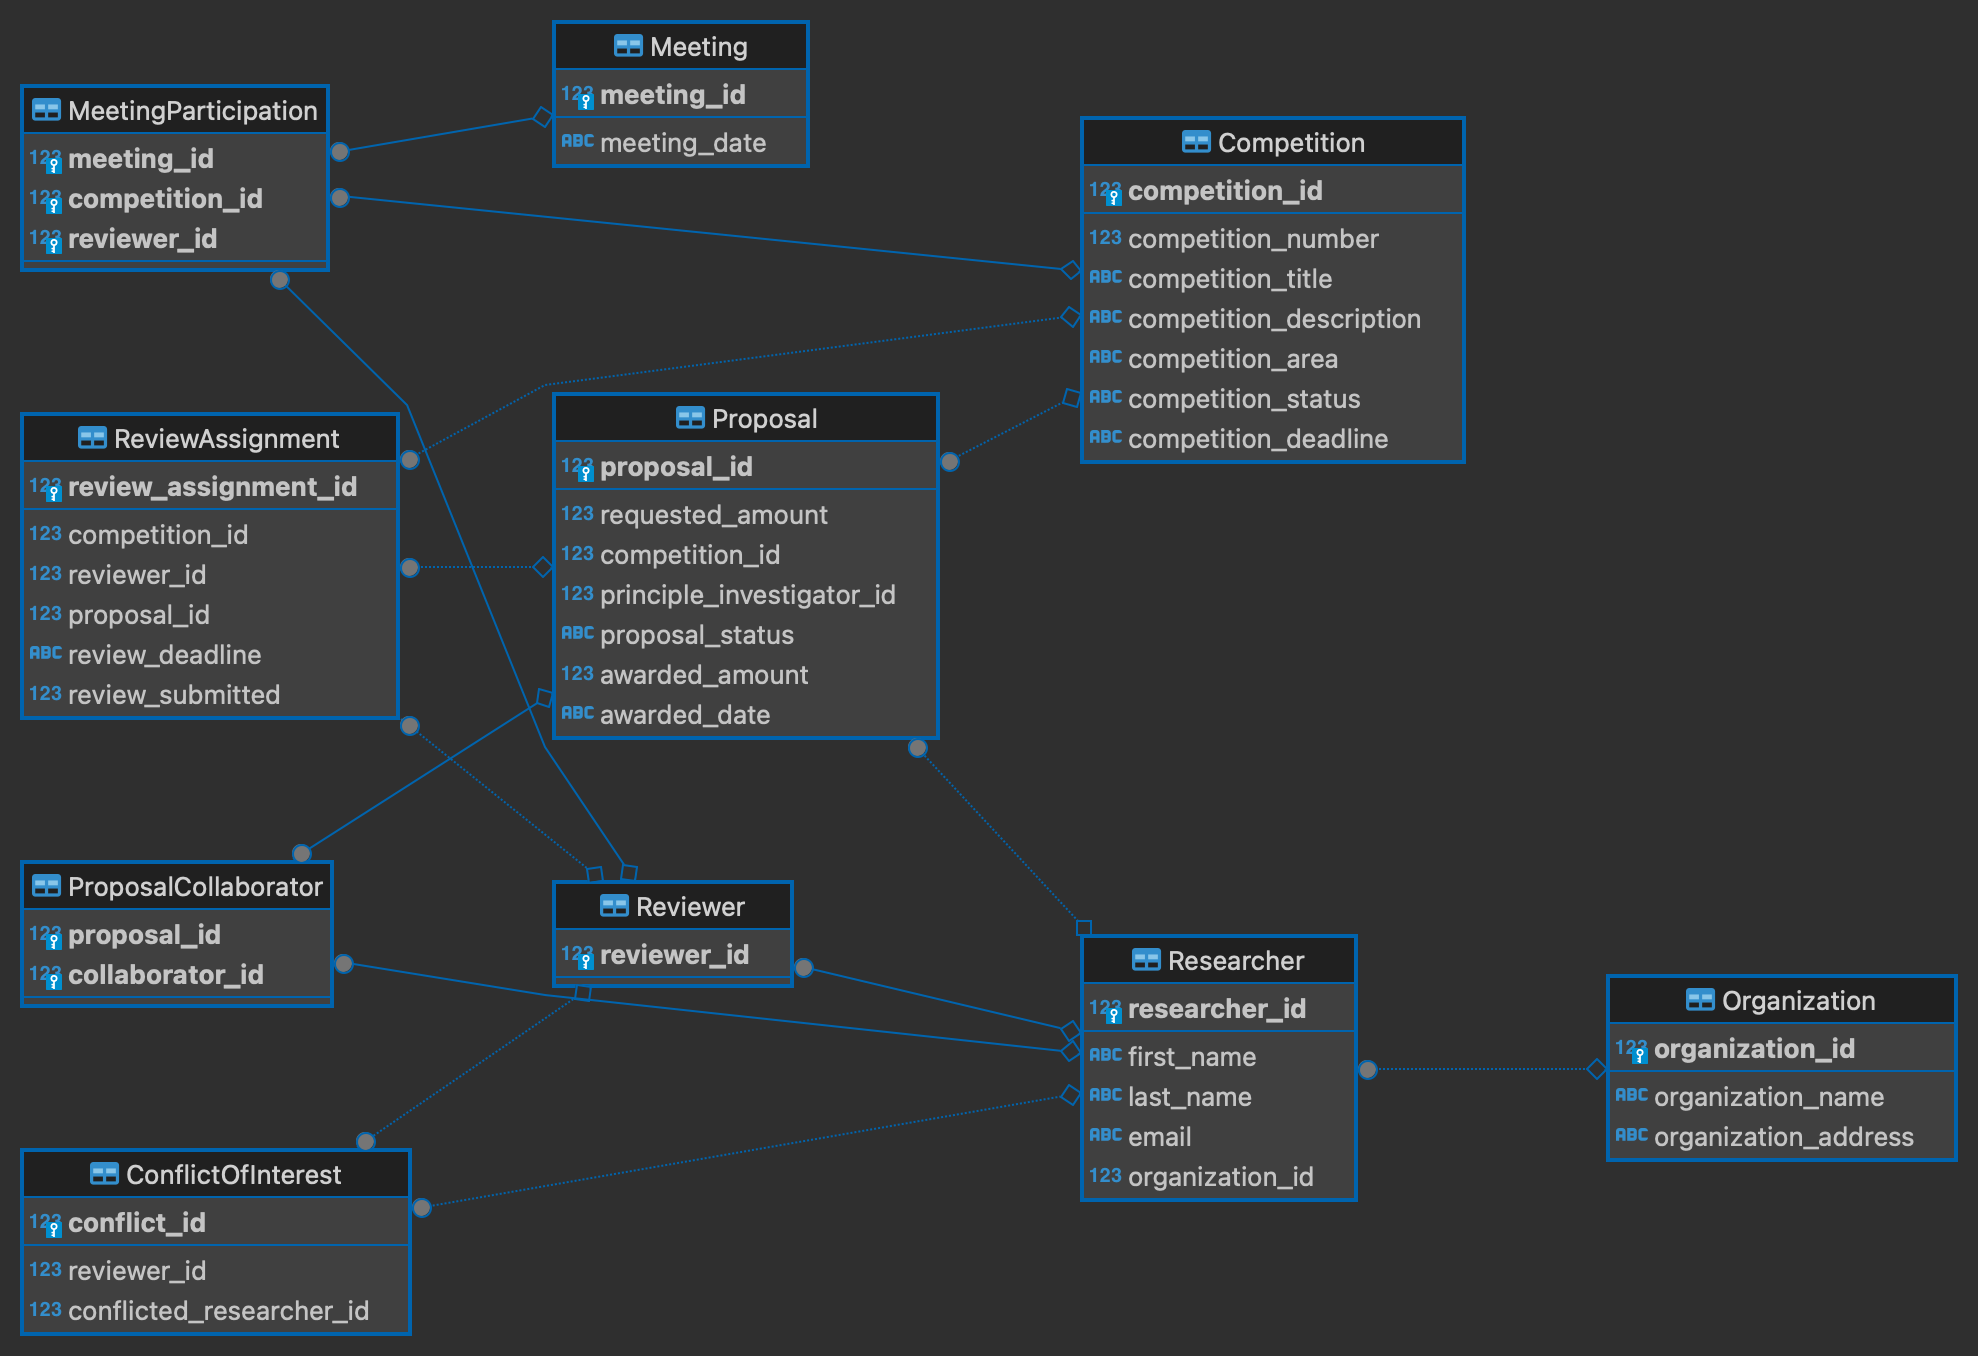 Meeting
123 meeting_id
ABC meeting_date
MeetingParticipation
123 meeting_id
123 competition_id
123 reviewer_id
Competition
123 competition_id
123 competition_number
ABC competition_title
ABC competition_description
ABC competition_area
ABC competition_status
ABC competition_deadline
ReviewAssignment
123 review_assignment_id
123 competition_id
123 reviewer_id
123 proposal_id
ABC review_deadline
123 review_submitted
Proposal
123 proposal_id
123 requested_amount
123 competition_id
123 principle_investigator_id
ABC proposal_status
123 awarded_amount
ABC awarded_date
ProposalCollaborator
123 proposal_id
123 collaborator_id
Reviewer
123 reviewer_id
Researcher
123 researcher_id
ABC first_name
ABC last_name
ABC email
123 organization_id
Organization
123 organization_id
ABC organization_name
ABC organization_address
ConflictOfInterest
123 conflict_id
123 reviewer_id
123 conflicted_researcher_id